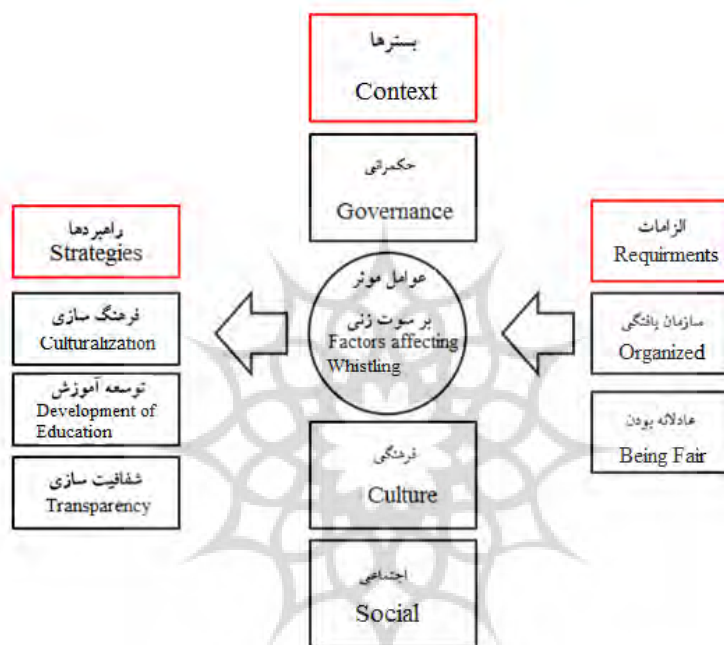 بسترها
Context
حکمرانی
Governance
راهبردها
Strategies
فرهنگ سازی
Culturalization
توسعه آموزش
Development of
Education
شفافیت سازی
Transparency
عوامل موثر
بر سوت زنی
Factors affecting
Whistling
فرهنگی
Culture
اجتماعی
Social
الزامات
Requirments
سازمان یافتگی
Organized
عادلانه بودن
Being Fair